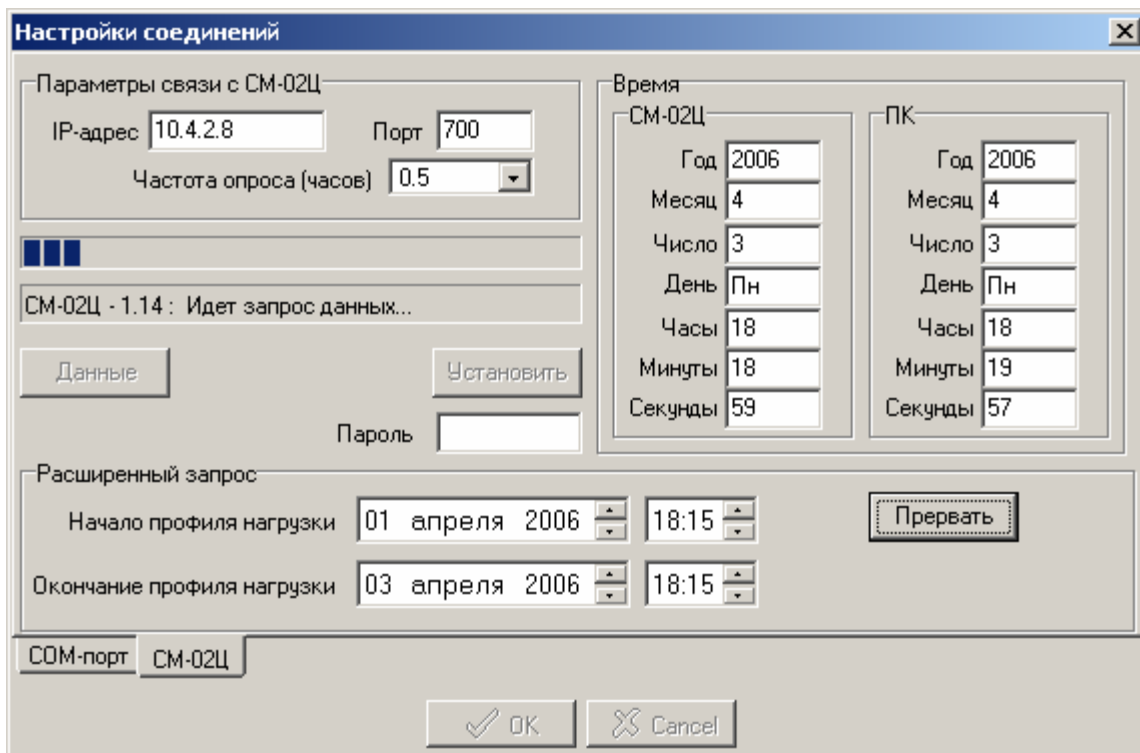 Настройки соединений
Параметры связи с СМ-02Ц
IP-адрес 10.4.2.8 Порт 700
Частота опроса (часов) 0.5
СМ-02Ц - 1.14 : Идет запрос данных...
Данные Установить
Пароль
Время
СМ-02Ц
Год 2006
Месяц 4
Число 3
День Пн
Часы 18
Минуты 18
Секунды 59
ПК
Год 2006
Месяц 4
Число 3
День Пн
Часы 18
Минуты 19
Секунды 57
Расширенный запрос
Начало профиля нагрузки 01 апреля 2006 18:15 Прервать
Окончание профиля нагрузки 03 апреля 2006 18:15
COM-порт СМ-02Ц
OK Cancel